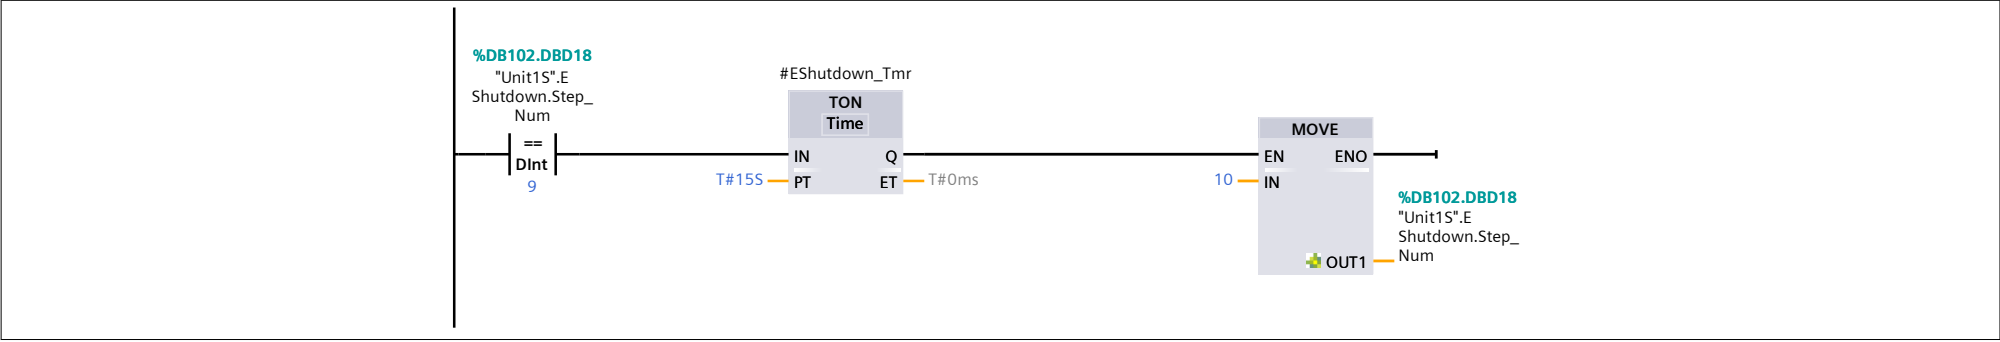 %DB102.DBD18
"Unit1S".E
Shutdown.Step_
Num
==
DInt
9
#EShutdown_Tmr
TON
Time
IN Q
T#15S PT ET T#0ms
MOVE
EN ENO
10 IN
OUT1
%DB102.DBD18
"Unit1S".E
Shutdown.Step_
Num